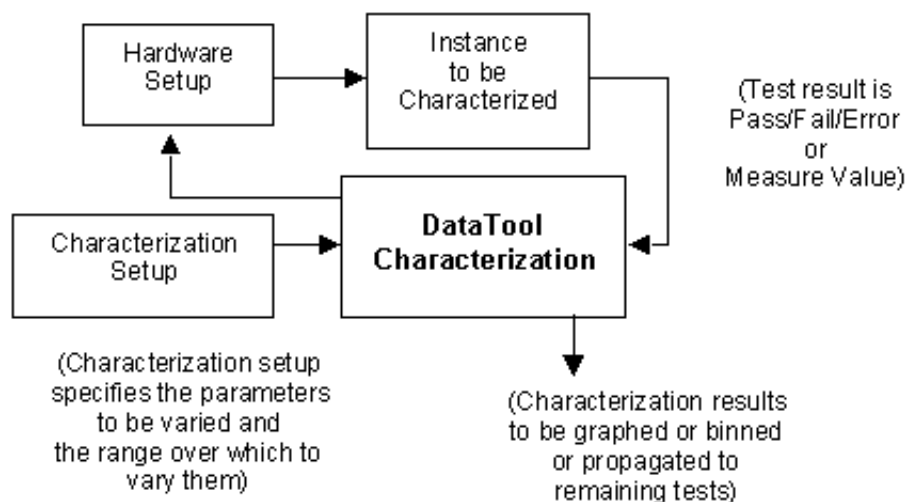 Hardware
Setup
Instance
to be
Characterized
(Test result is
Pass/Fail/Error
or
Measure Value)
Characterization
Setup
DataTool
Characterization
(Characterization setup
specifies the parameters
to be varied and
the range over which to
vary them)
(Characterization results
to be graphed or binned
or propagated to
remaining tests)